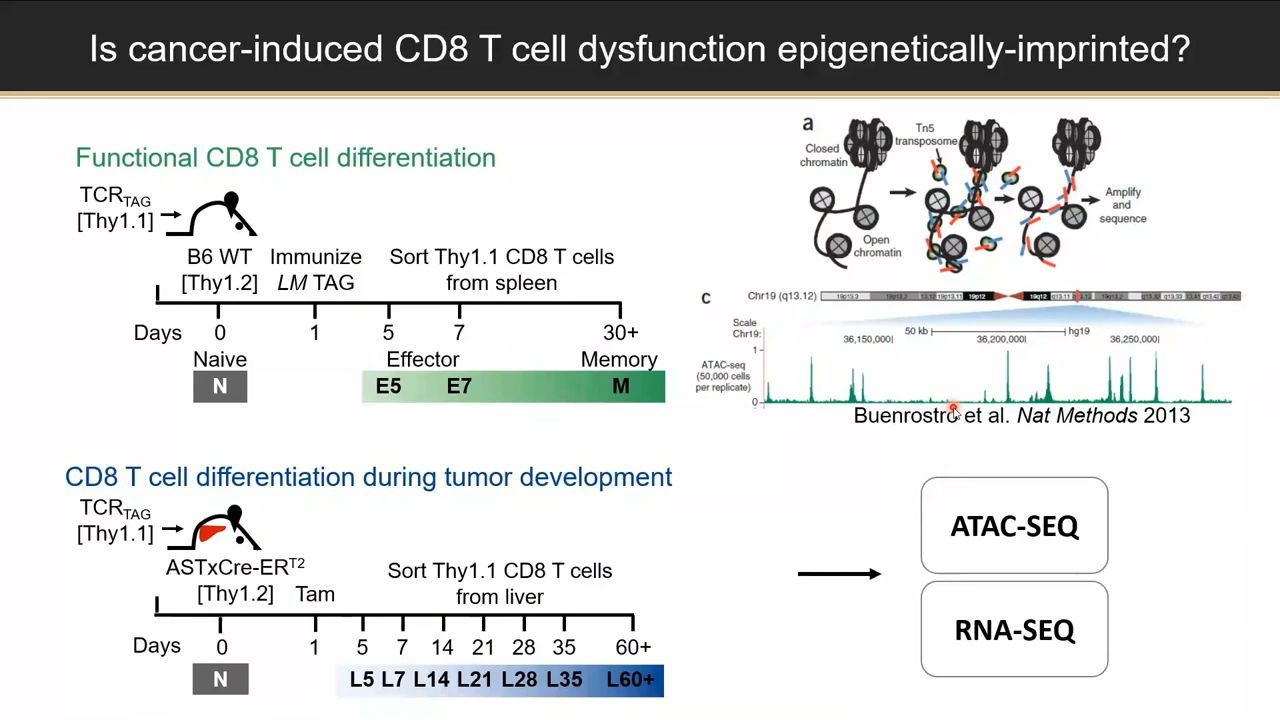 Is cancer-induced CD8 T cell dysfunction epigenetically-imprinted?
Functional CD8 T cell differentiation
TCRTAG
[Thy1.1]
B6 WT
[Thy1.2]
Immunize
LM TAG
Sort Thy1.1 CD8 T cells
from spleen
Days 0 1 5 7 30+
Naive Effector Memory
N E5 E7 M
a
Closed
chromatin
Tn5
transposome
Open
chromatin
Amplify
and
sequence
c
Chr19 (q13.12)
19p13.3 19p13.2 19p12 19q12
Scale
Chr19:
50 kb hg19
36,150,000| 36,200,000| 36,250,000|
ATAC-seq
(50,000 cells
per replicate)
1
0
Buenrostro et al. Nat Methods 2013
CD8 T cell differentiation during tumor development
TCRTAG
[Thy1.1]
ASTxCre-ERT2
[Thy1.2]
Tam
Sort Thy1.1 CD8 T cells
from liver
Days 0 1 5 7 14 21 28 35 60+
N L5 L7 L14 L21 L28 L35 L60+
ATAC-SEQ
RNA-SEQ